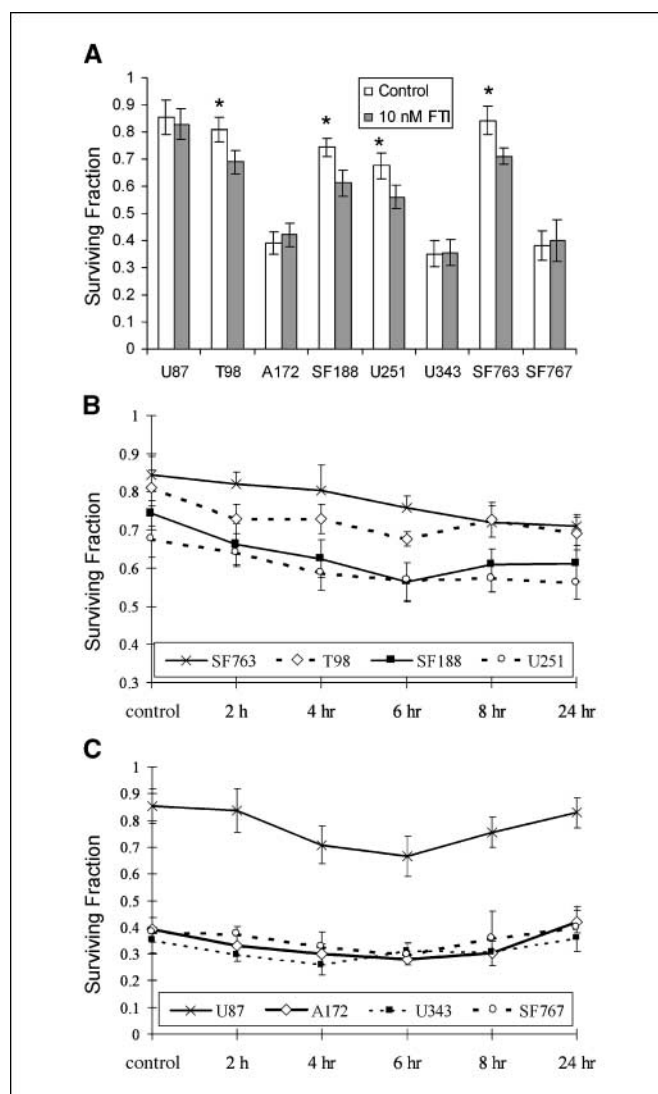 A
Control
10 nM FTI
*
*
*
*
Surviving Fraction
1
0.9
0.8
0.7
0.6
0.5
0.4
0.3
0.2
0.1
0
U87 T98 A172 SF188 U251 U343 SF763 SF767
B
Surviving Fraction
1
0.9
0.8
0.7
0.6
0.5
0.4
0.3
SF763 T98 SF188 U251
control 2 h 4 hr 6 hr 8 hr 24 hr
C
Surviving Fraction
1
0.9
0.8
0.7
0.6
0.5
0.4
0.3
0.2
0.1
0
U87 A172 U343 SF767
control 2 h 4 hr 6 hr 8 hr 24 hr